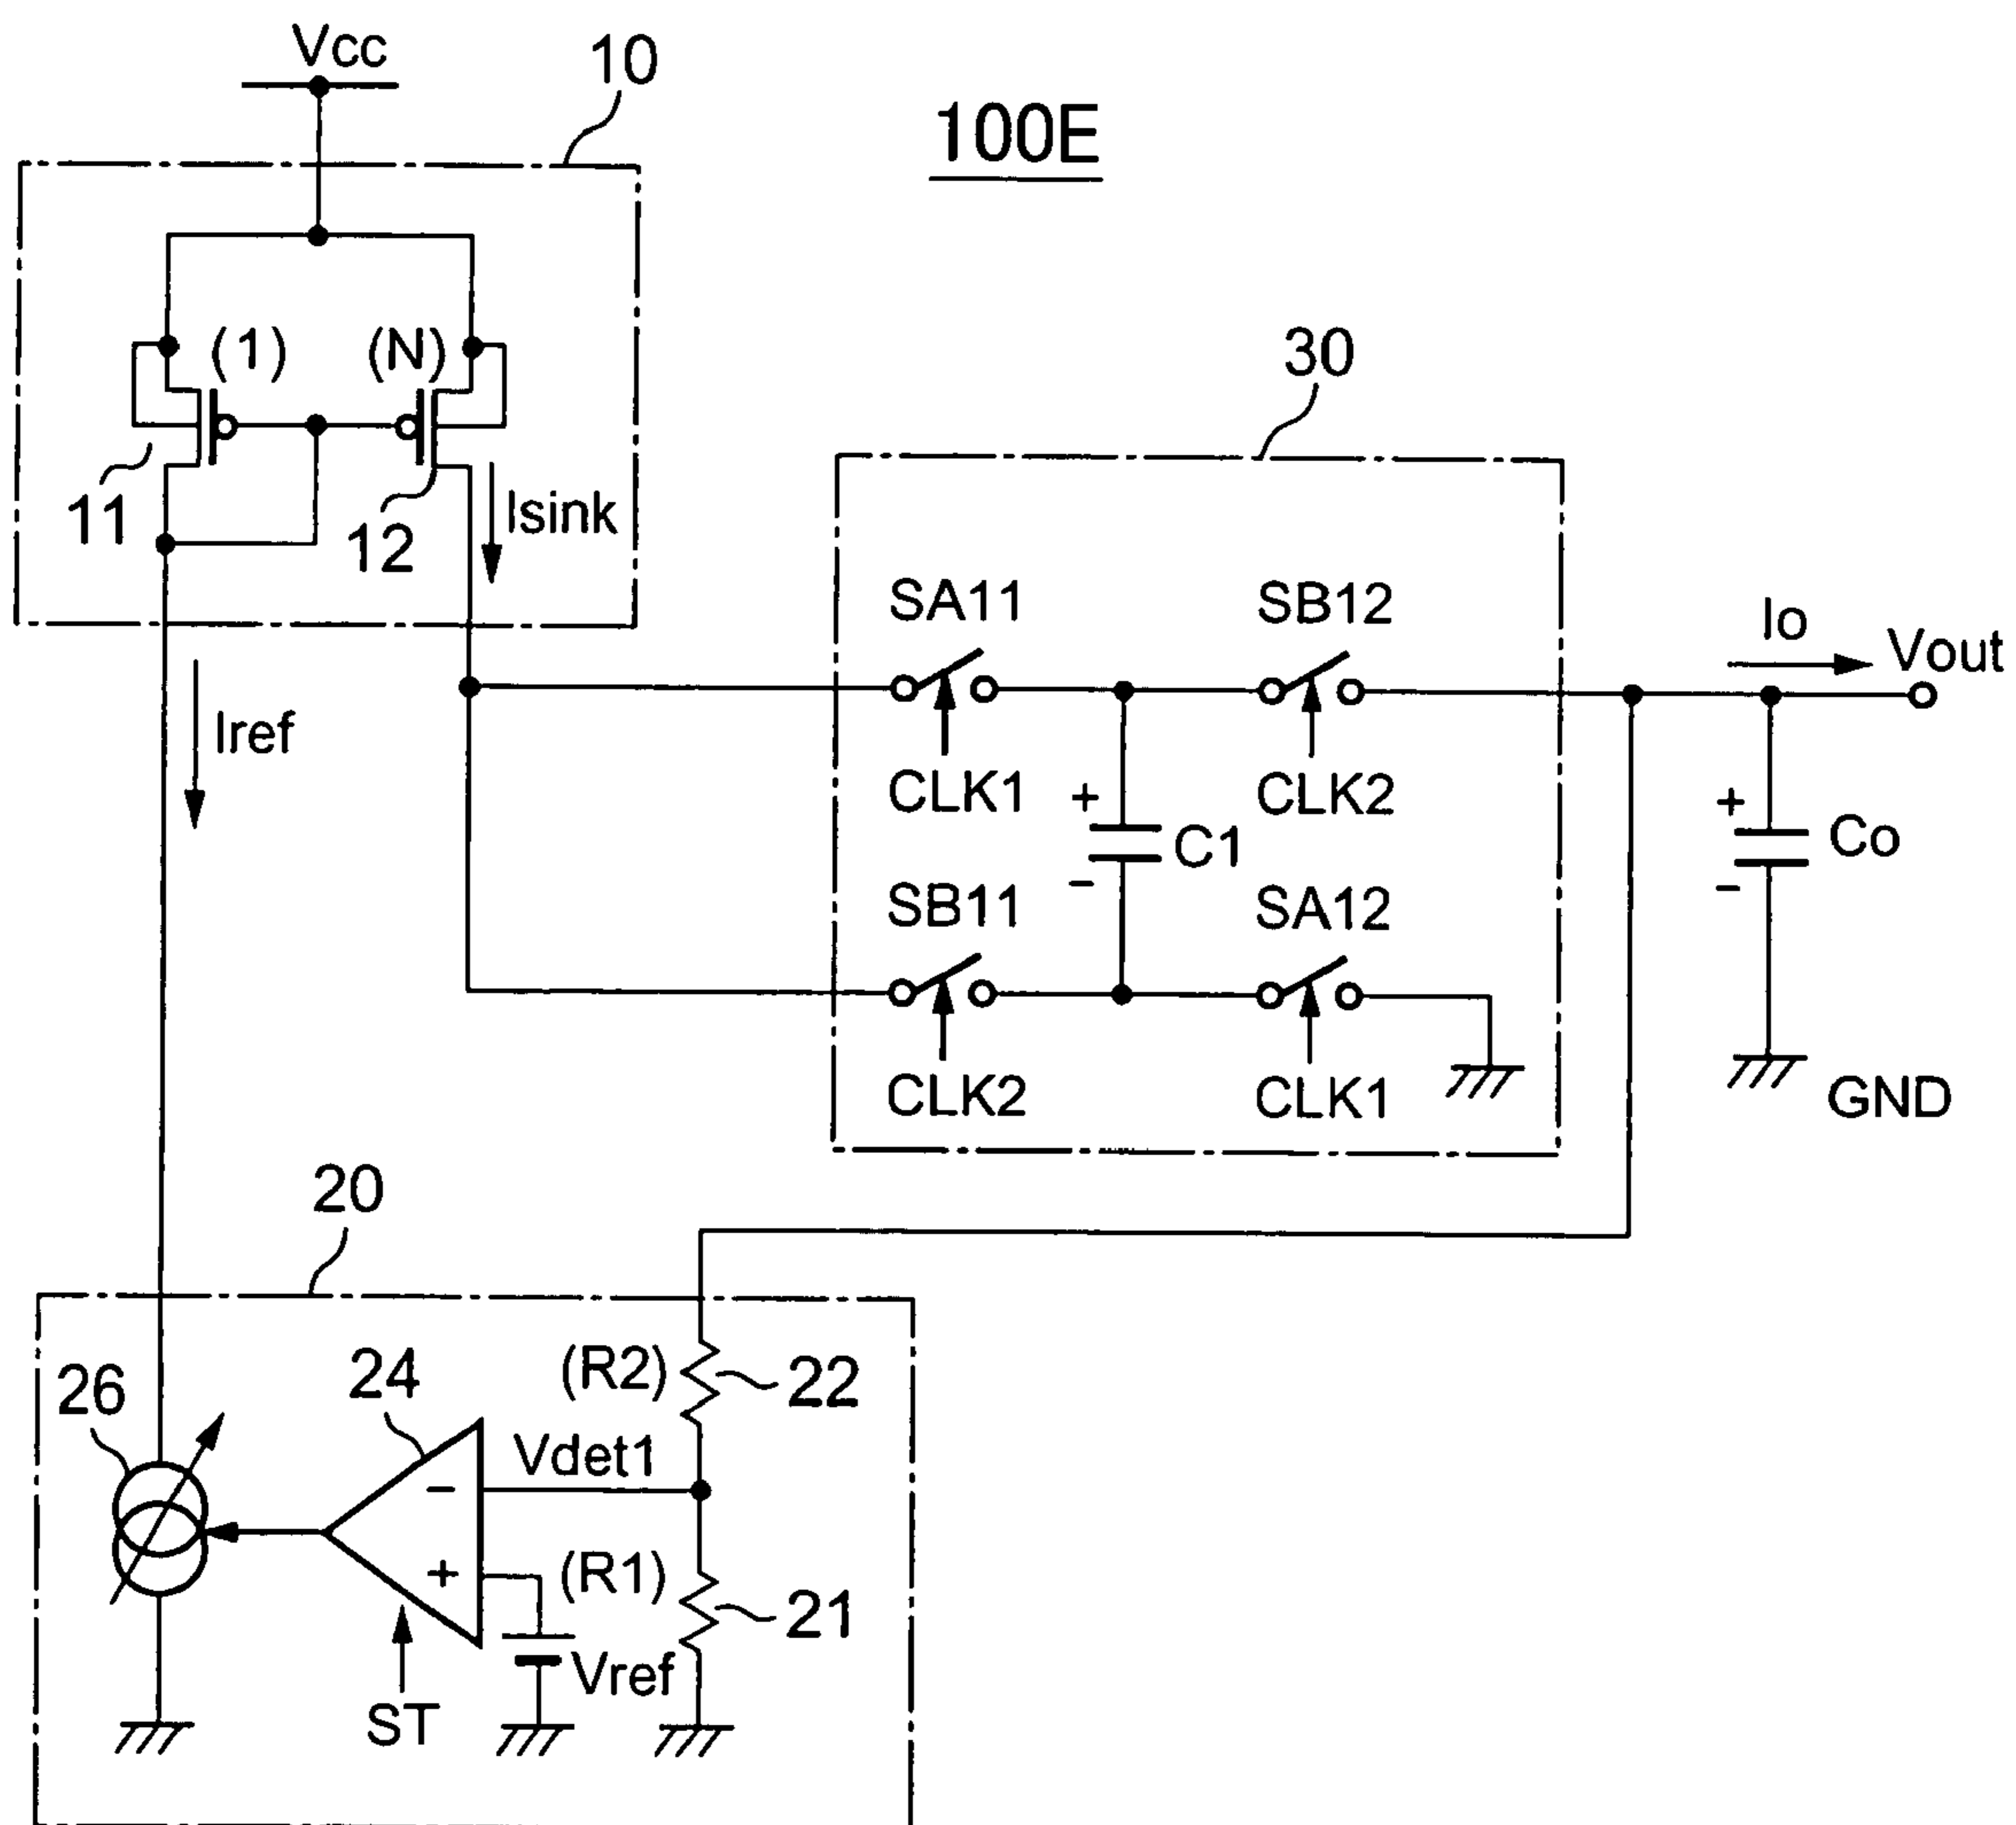 Vcc
10
100E
(1)
(N)
30
11
12
Isink
SA11
SB12
Io
Vout
Iref
CLK1
CLK2
+
C1
-
+
Co
-
SB11
SA12
CLK2
CLK1
GND
20
26
24
(R2)
22
Vdet1
-
+
(R1)
21
Vref
ST